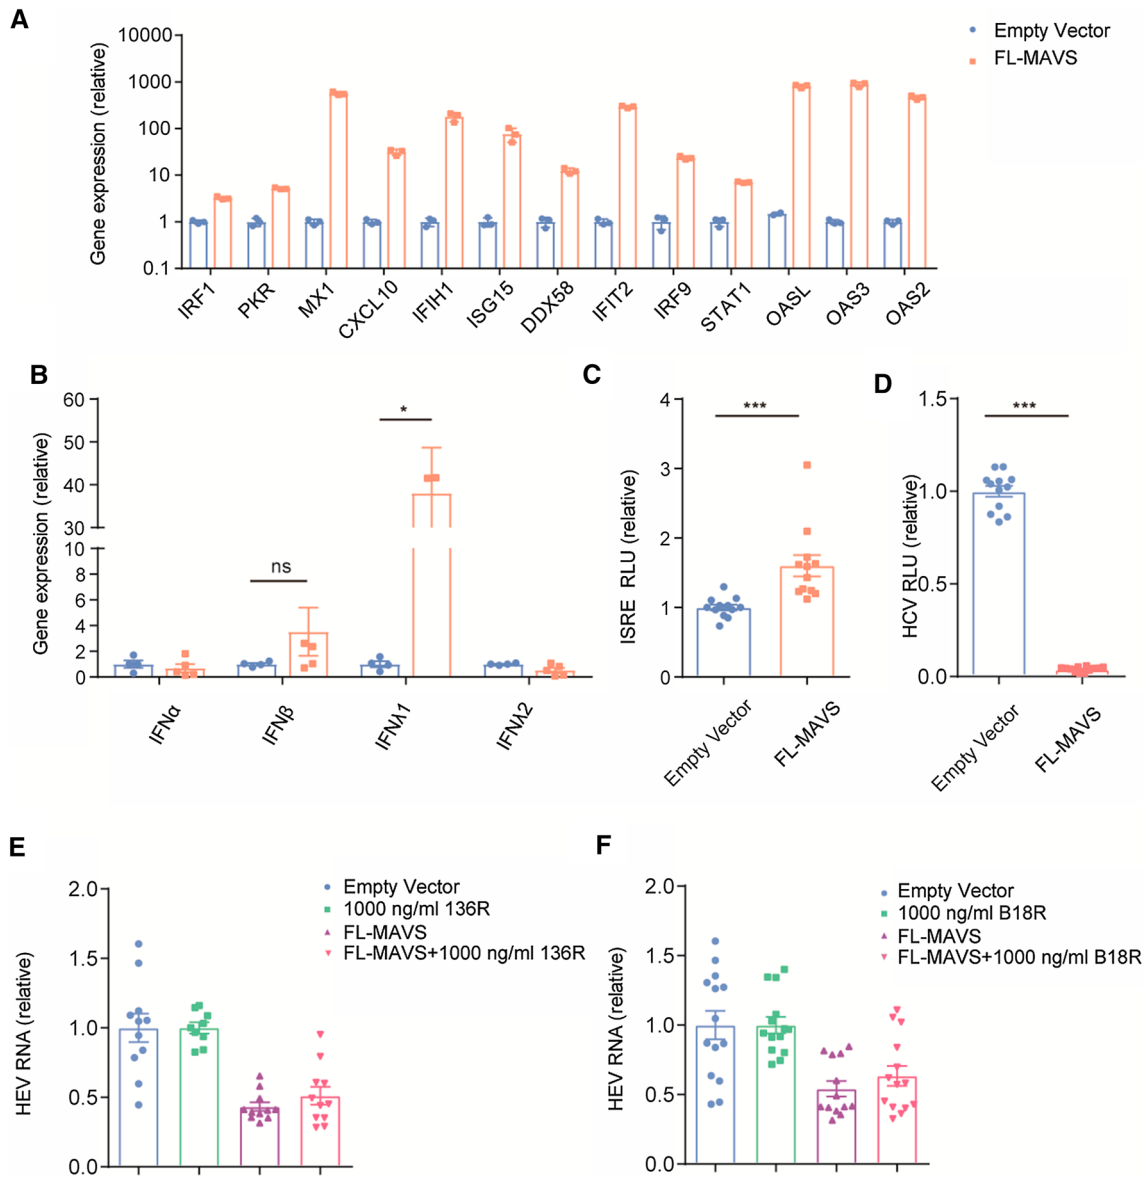 A
Gene expression (relative)
10000
1000
100
10
1
0.1
IRF1
PKR
MX1
CXCL10
IFIH1
ISG15
DDX58
IFIT2
IRF9
STAT1
OASL
OAS3
OAS2
Empty Vector
FL-MAVS
B
Gene expression (relative)
60
50
40
30
10
8
6
4
2
0
ns
*
IFNα
IFNβ
IFNλ1
IFNλ2
C
ISRE RLU (relative)
4
3
2
1
0
***
Empty Vector
FL-MAVS
D
HCV RLU (relative)
1.5
1.0
0.5
0.0
***
Empty Vector
FL-MAVS
E
HEV RNA (relative)
2.0
1.5
1.0
0.5
0.0
Empty Vector
1000 ng/ml 136R
FL-MAVS
FL-MAVS+1000 ng/ml 136R
F
HEV RNA (relative)
2.0
1.5
1.0
0.5
0.0
Empty Vector
1000 ng/ml B18R
FL-MAVS
FL-MAVS+1000 ng/ml B18R